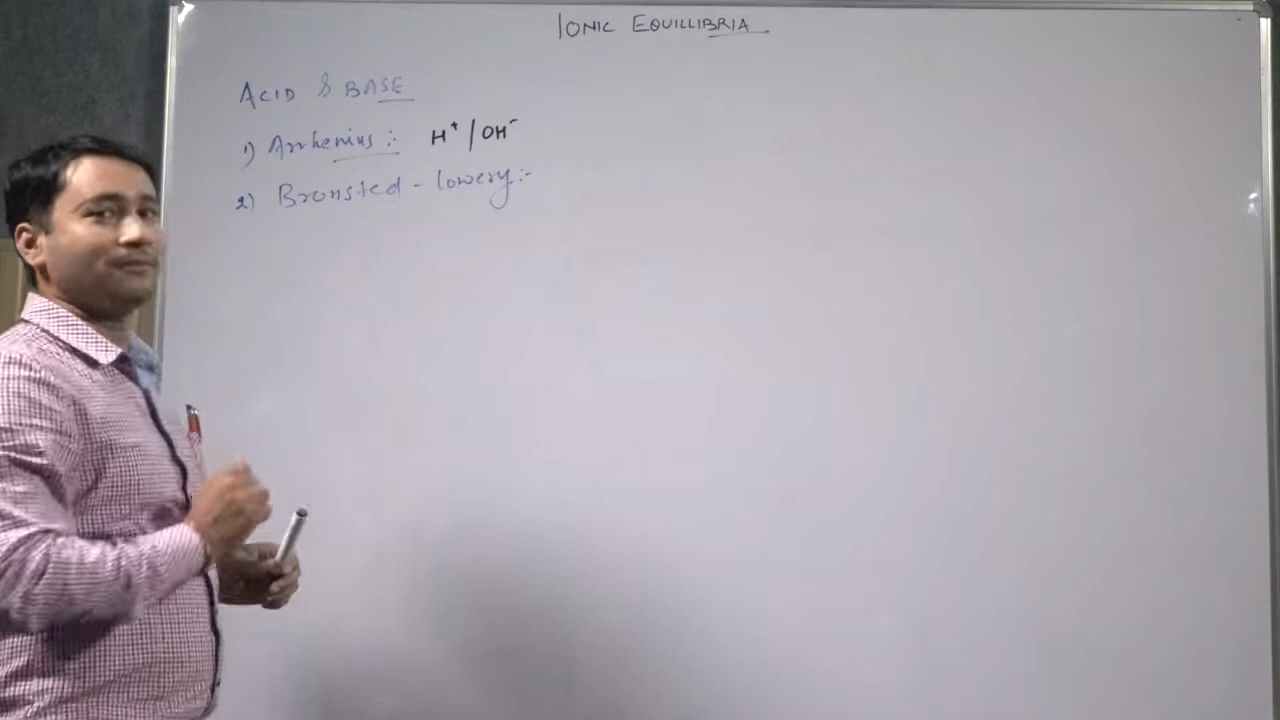 IONIC EQUILLIBRIA
ACID & BASE
1) Arrhenius :- H⁺ / OH⁻
2) Bronsted - lowery :-